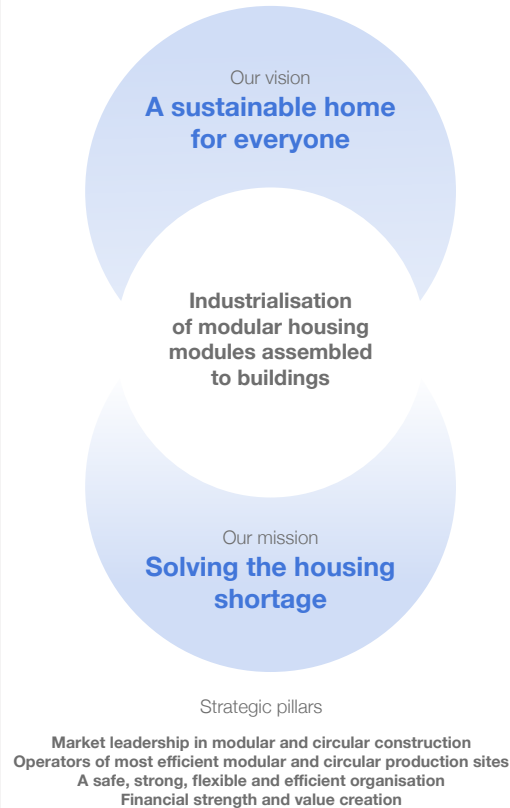 Our vision
A sustainable home
for everyone
Industrialisation
of modular housing
modules assembled
to buildings
Our mission
Solving the housing
shortage
Strategic pillars
Market leadership in modular and circular construction
Operators of most efficient modular and circular production sites
A safe, strong, flexible and efficient organisation
Financial strength and value creation